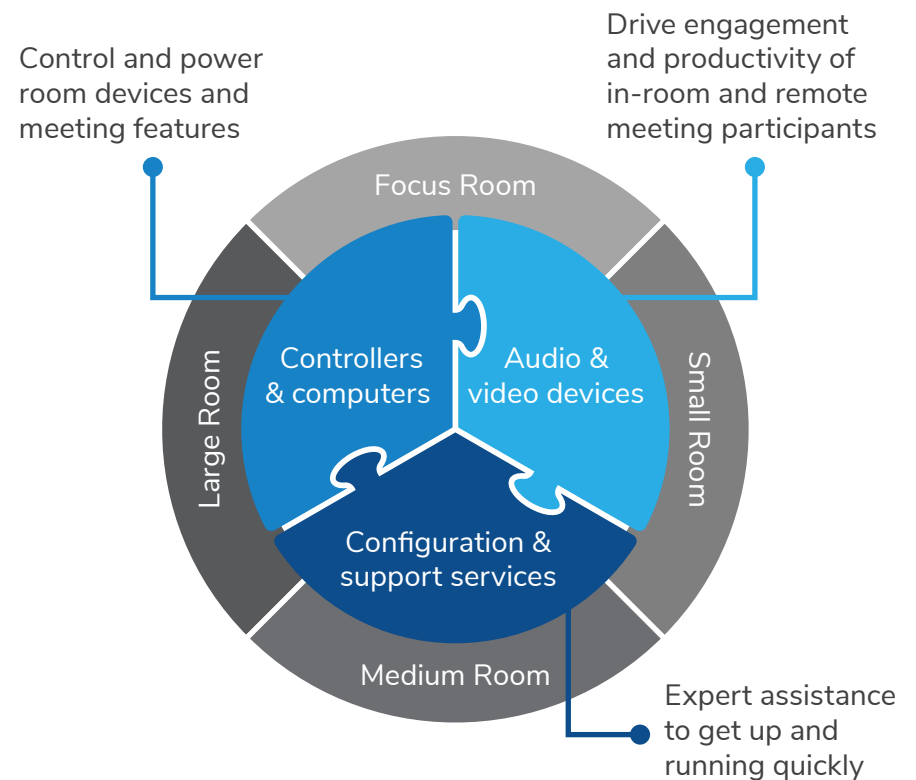 Control and power
room devices and
meeting features
Drive engagement
and productivity of
in-room and remote
meeting participants
Focus Room
Controllers
& computers
Audio &
video devices
Large Room
Small Room
Configuration &
support services
Medium Room
Expert assistance
to get up and
running quickly